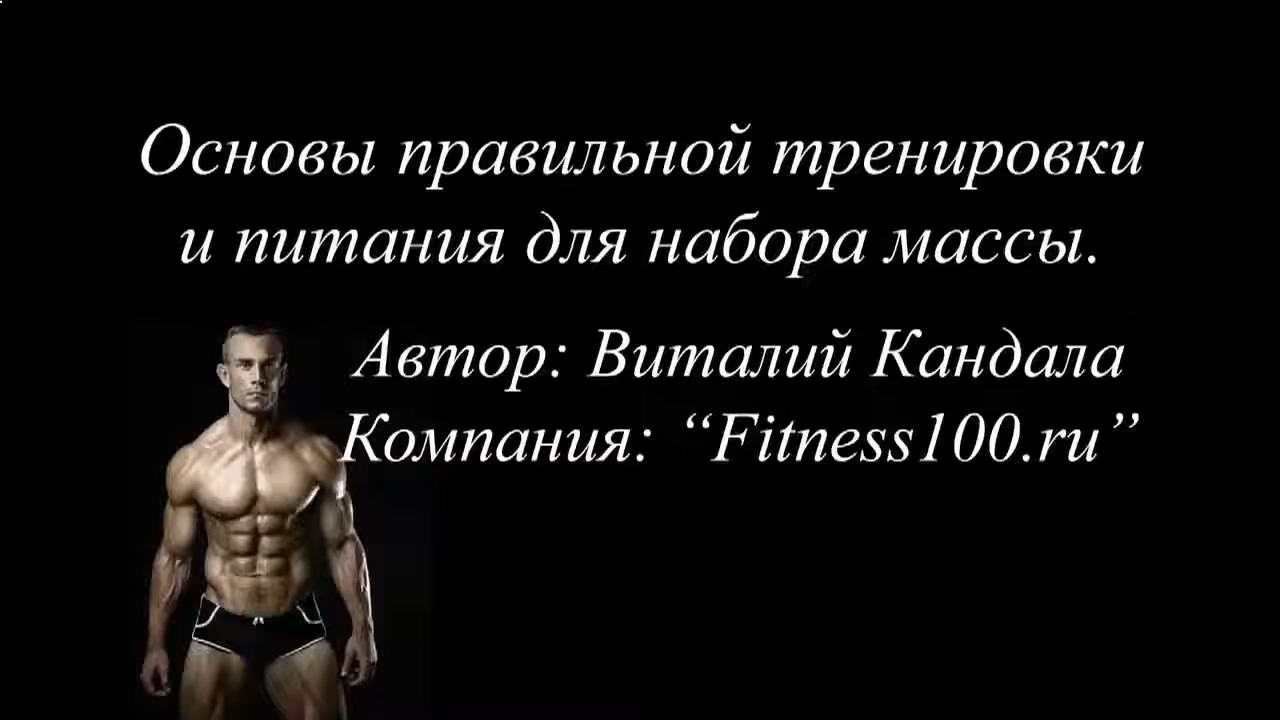 Основы правильной тренировки
и питания для набора массы.
Автор: Виталий Кандала
Компания: “Fitness100.ru”